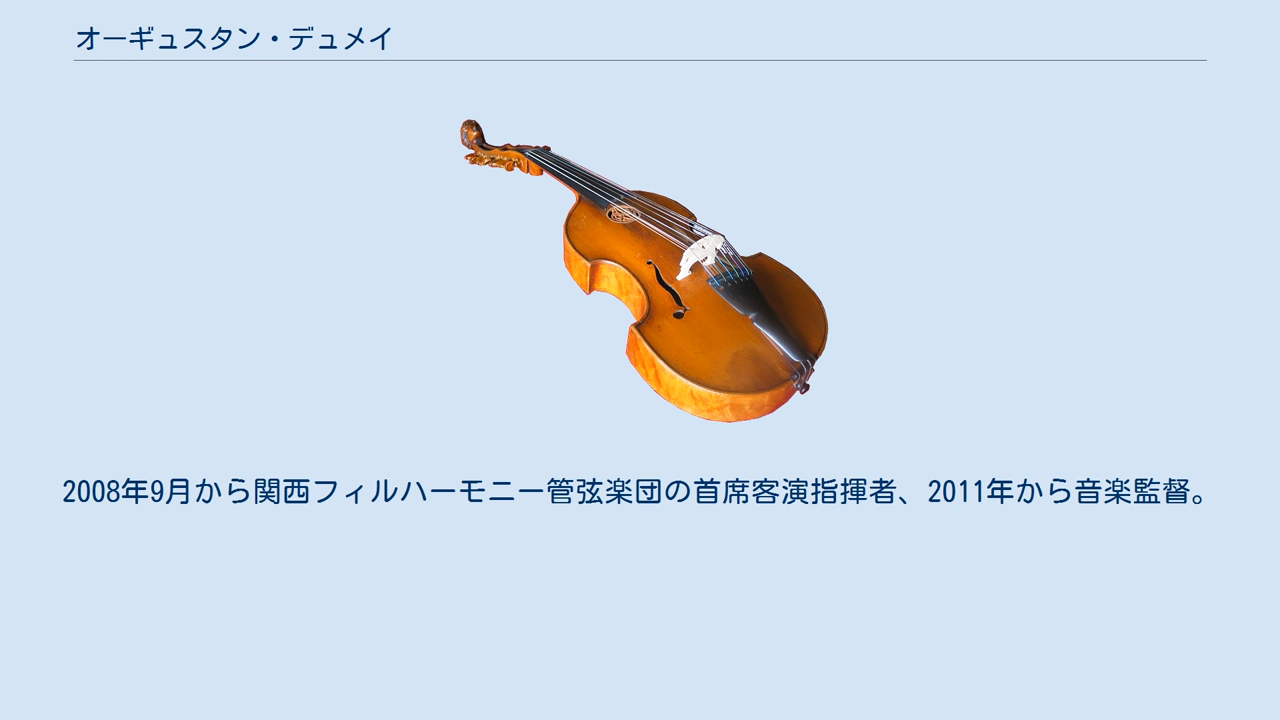 オーギュスタン・デュメイ
2008年9月から関西フィルハーモニー管弦楽団の首席客演指揮者、2011年から音楽監督。